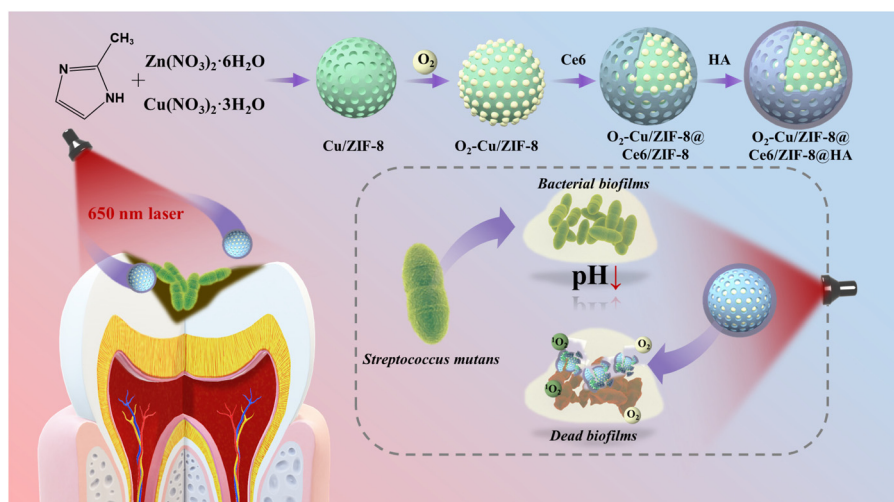 CH₃
N
NH
+
Zn(NO₃)₂·6H₂O
Cu(NO₃)₂·3H₂O
Cu/ZIF-8
O₂
O₂-Cu/ZIF-8
Ce6
O₂-Cu/ZIF-8@
Ce6/ZIF-8
HA
O₂-Cu/ZIF-8@
Ce6/ZIF-8@HA
650 nm laser
Bacterial biofilms
pH↓
Streptococcus mutans
¹O₂
O₂
¹O₂
O₂
Dead biofilms